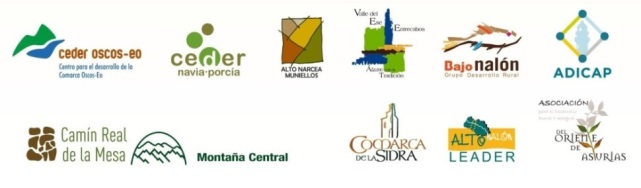 ceder oscos-eo
Centro para el desarrollo de la
Comarca Oscos-Eo
ceder
navia·porcía
ALTO NARCEA
MUNIELLOS
Valle del
Ese
Entrecabos
Tradición
Bajo nalón
Grupo Desarrollo Rural
ADICAP
Camín Real
de la Mesa
Montaña Central
COMARCA
DE LA SIDRA
ALTO NALÓN
LEADER
ASOCIACIÓN
DEL
ORIENTE
DE
ASTURIAS